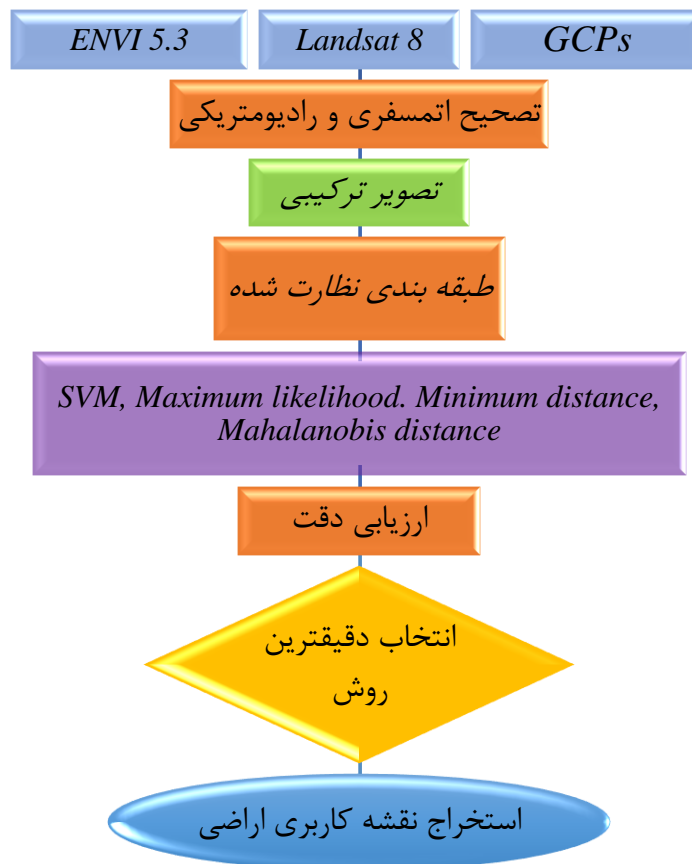 ENVI 5.3
Landsat 8
GCPs
تصحیح اتمسفری و رادیومتریکی
تصویر ترکیبی
طبقه بندی نظارت شده
SVM, Maximum likelihood. Minimum distance,
Mahalanobis distance
ارزیابی دقت
انتخاب دقیقترین
روش
استخراج نقشه کاربری اراضی